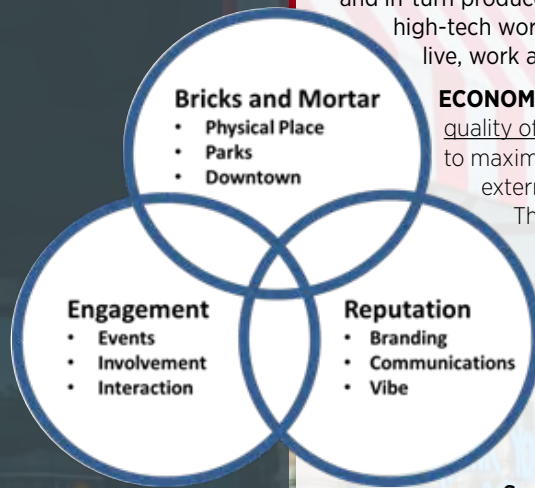 and in turn produc
high-tech wor
live, work a
ECONOM
quality of
to maxim
extern
Th
Bricks and Mortar
• Physical Place
• Parks
• Downtown
Engagement
• Events
• Involvement
• Interaction
Reputation
• Branding
• Communications
• Vibe